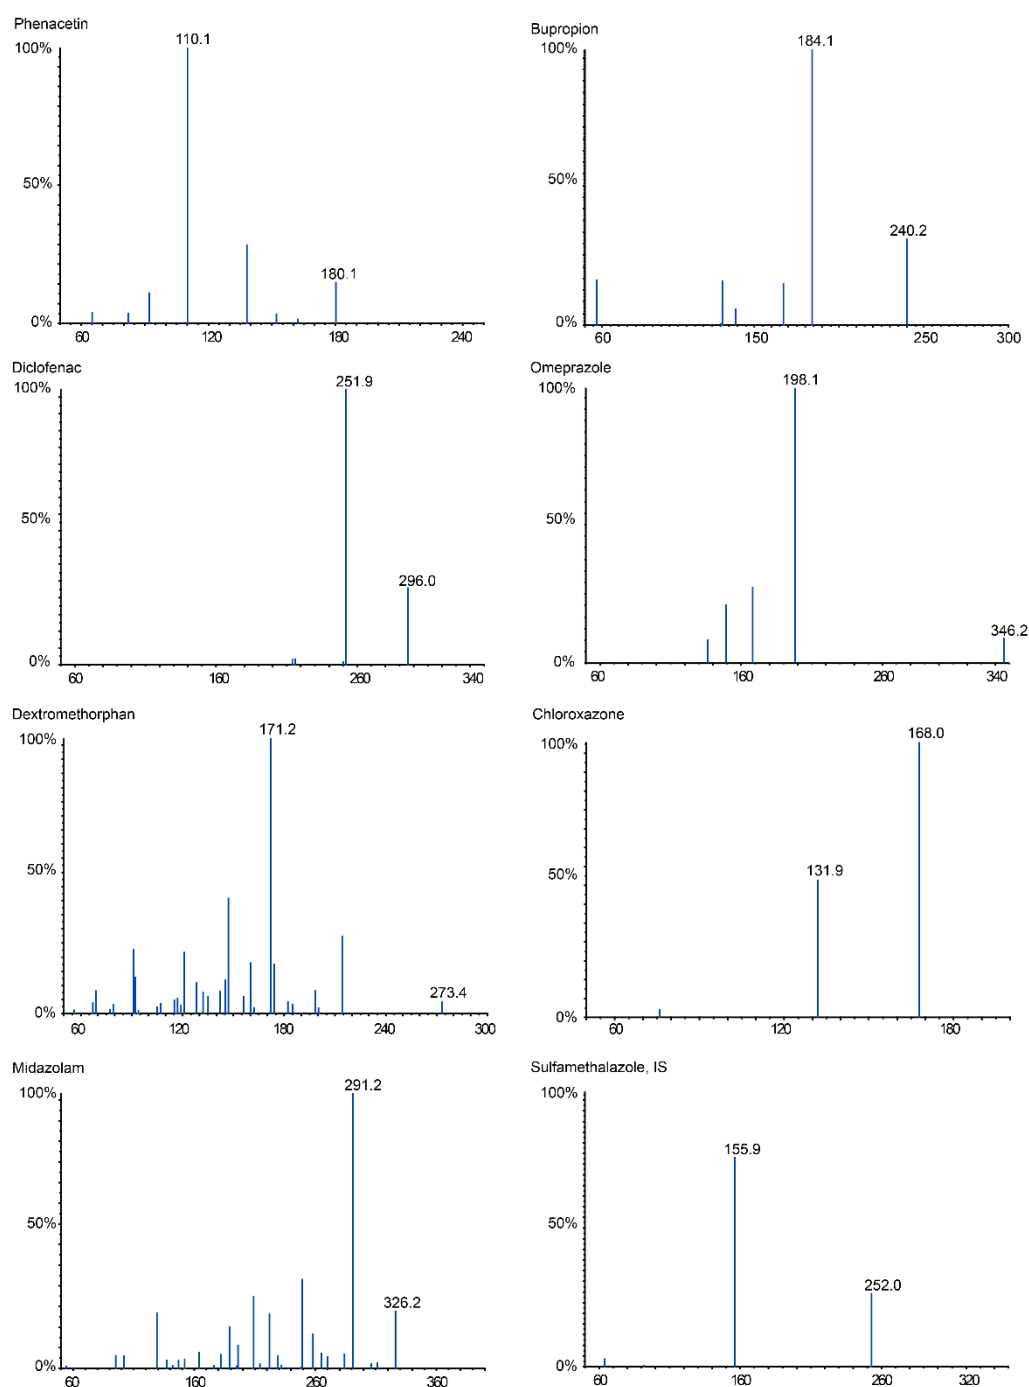 Phenacetin
110.1
100%
50%
180.1
0%
60 120 180 240
Bupropion
184.1
100%
50%
240.2
0%
60 150 250 300
Diclofenac
251.9
100%
50%
296.0
0%
60 160 260 340
Omeprazole
198.1
100%
50%
346.2
0%
60 160 260 340
Dextromethorphan
171.2
100%
50%
273.4
0%
60 120 180 240 300
Chloroxazone
168.0
100%
50%
131.9
0%
60 120 180
Midazolam
291.2
100%
50%
326.2
0%
60 160 260 360
Sulfamethalazole, IS
100%
155.9
50%
252.0
0%
60 160 260 320